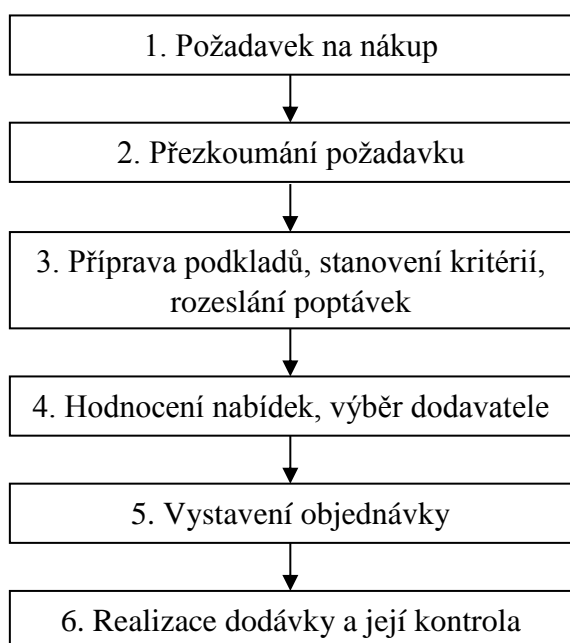 1. Požadavek na nákup
2. Přezkoumání požadavku
3. Příprava podkladů, stanovení kritérií,
rozeslání poptávek
4. Hodnocení nabídek, výběr dodavatele
5. Vystavení objednávky
6. Realizace dodávky a její kontrola